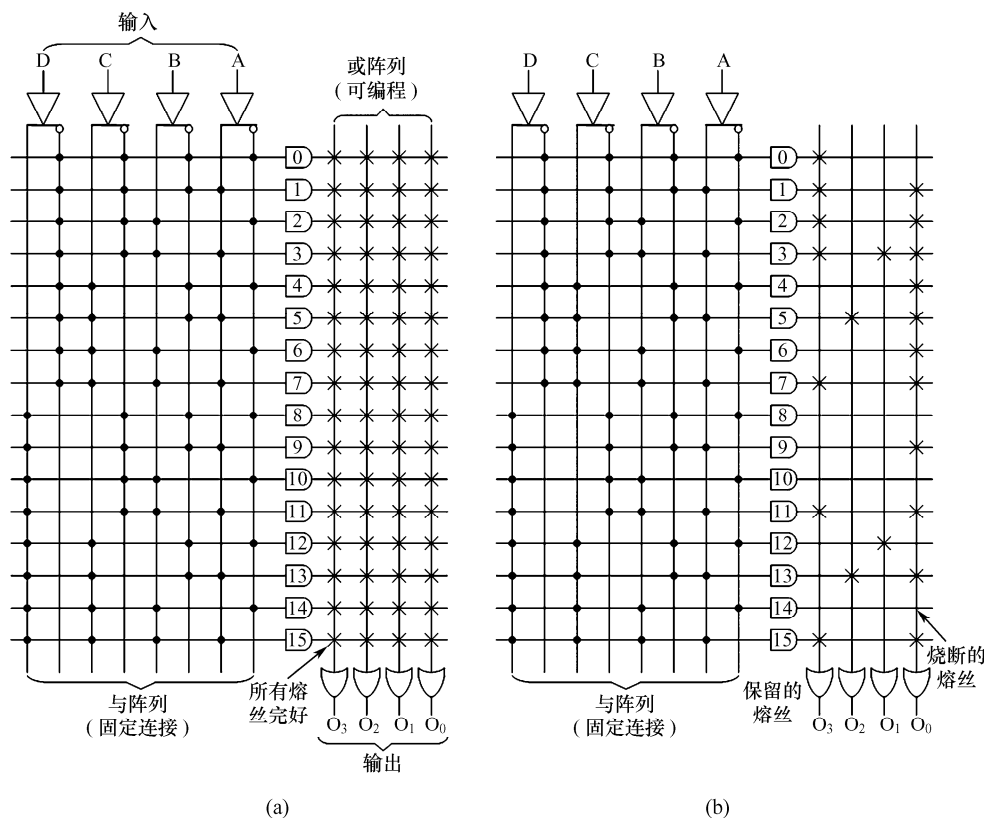 输入
D C B A
或阵列
(可编程)
0
1
2
3
4
5
6
7
8
9
10
11
12
13
14
15
与阵列
(固定连接)
所有熔
丝完好
O₃ O₂ O₁ O₀
输出
(a)
D C B A
0
1
2
3
4
5
6
7
8
9
10
11
12
13
14
15
与阵列
(固定连接)
保留的
熔丝
烧断的
熔丝
O₃ O₂ O₁ O₀
(b)